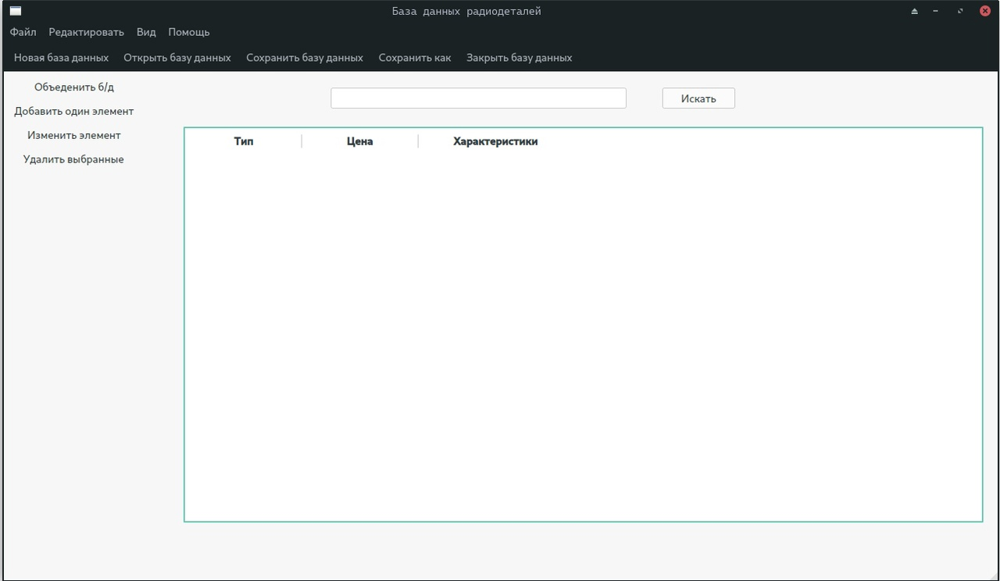 База данных радиодеталей
Файл Редактировать Вид Помощь
Новая база данных Открыть базу данных Сохранить базу данных Сохранить как Закрыть базу данных
Объеденить б/д
Добавить один элемент
Изменить элемент
Удалить выбранные
Искать
Тип Цена Характеристики